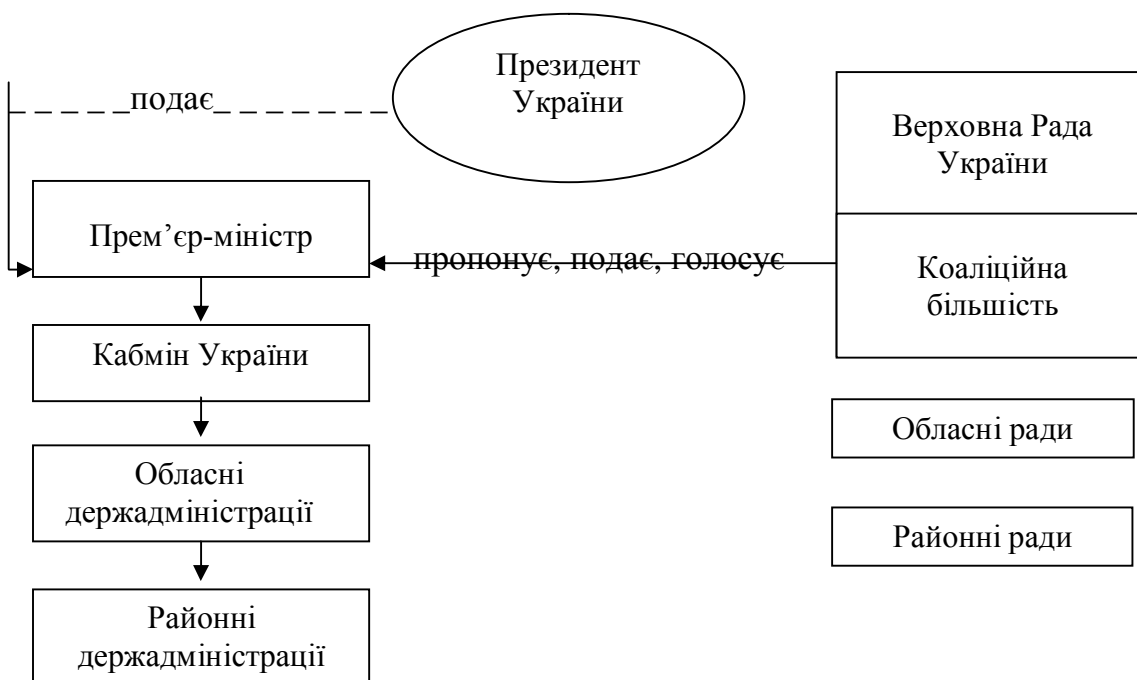 Президент
України
подає
Верховна Рада
України
Прем’єр-міністр
пропонує, подає, голосує
Коаліційна
більшість
Кабмін України
Обласні ради
Обласні
держадміністрації
Районні ради
Районні
держадміністрації